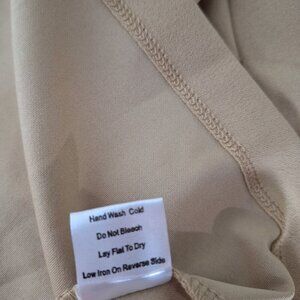 Hand Wash Cold
Do Not Bleach
Lay Flat To Dry
Low Iron On Reverse Side